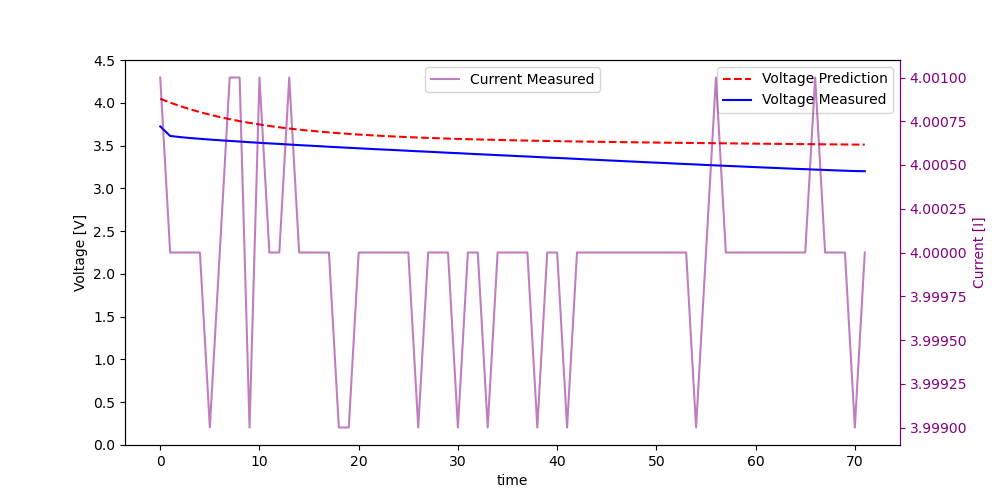 Current Measured
Voltage Prediction
Voltage Measured
Voltage [V]
4.5
4.0
3.5
3.0
2.5
2.0
1.5
1.0
0.5
0.0
4.00100
4.00075
4.00050
4.00025
4.00000
3.99975
3.99950
3.99925
3.99900
Current [I]
0 10 20 30 40 50 60 70
time